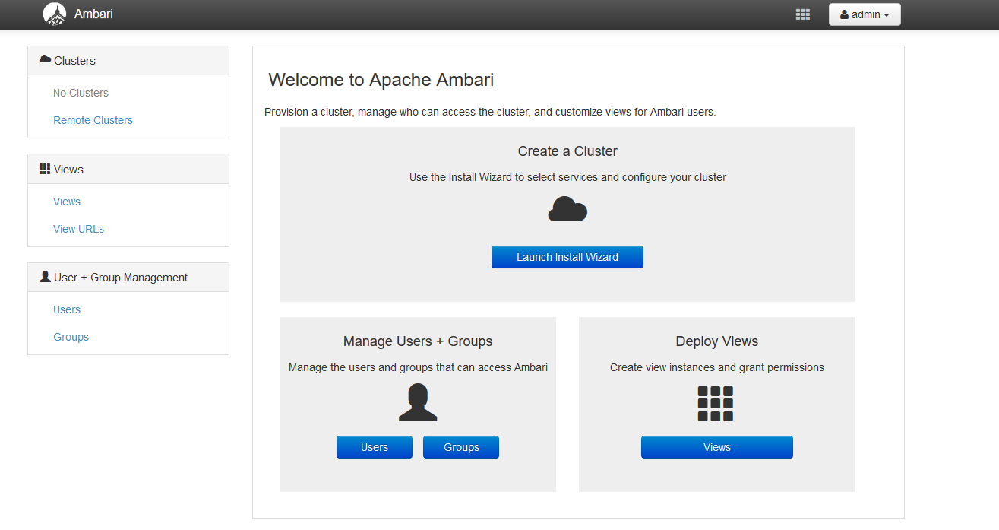 Ambari
admin
Clusters
No Clusters
Remote Clusters
Views
Views
View URLs
User + Group Management
Users
Groups
Welcome to Apache Ambari
Provision a cluster, manage who can access the cluster, and customize views for Ambari users.
Create a Cluster
Use the Install Wizard to select services and configure your cluster
Launch Install Wizard
Manage Users + Groups
Manage the users and groups that can access Ambari
Users Groups
Deploy Views
Create view instances and grant permissions
Views